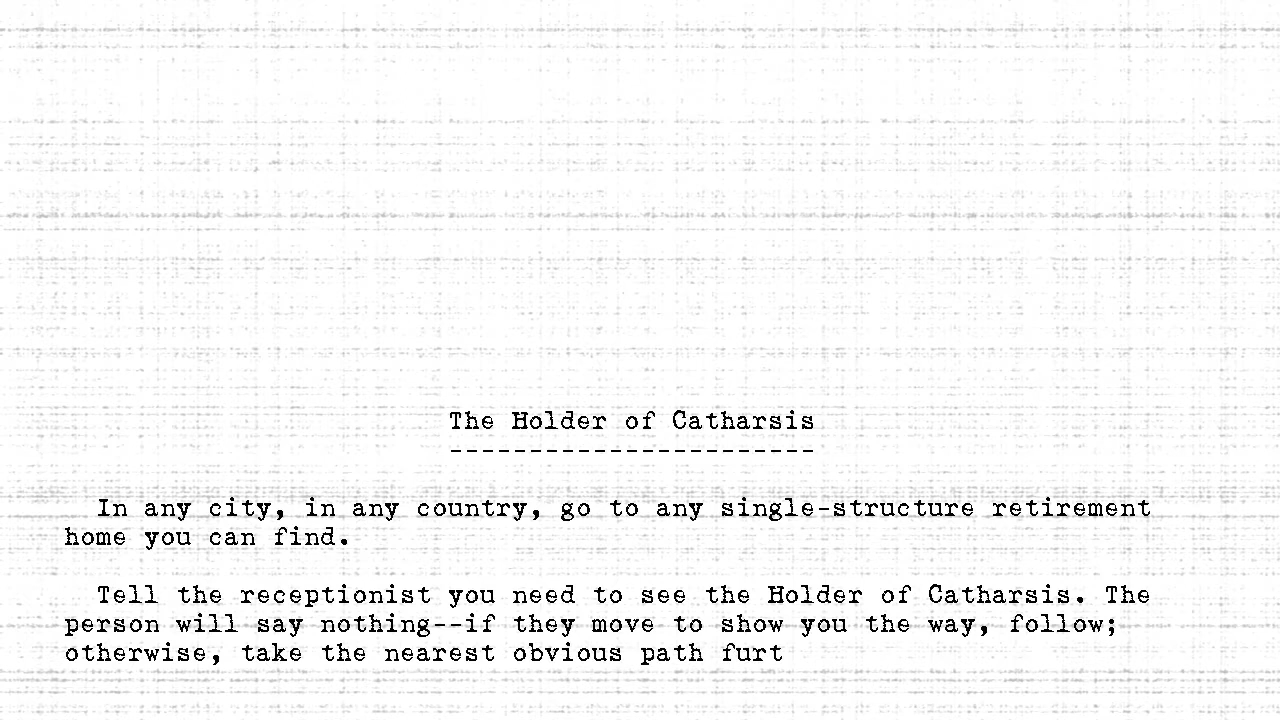 The Holder of Catharsis
-----------------------
In any city, in any country, go to any single-structure retirement
home you can find.
Tell the receptionist you need to see the Holder of Catharsis. The
person will say nothing--if they move to show you the way, follow;
otherwise, take the nearest obvious path furt